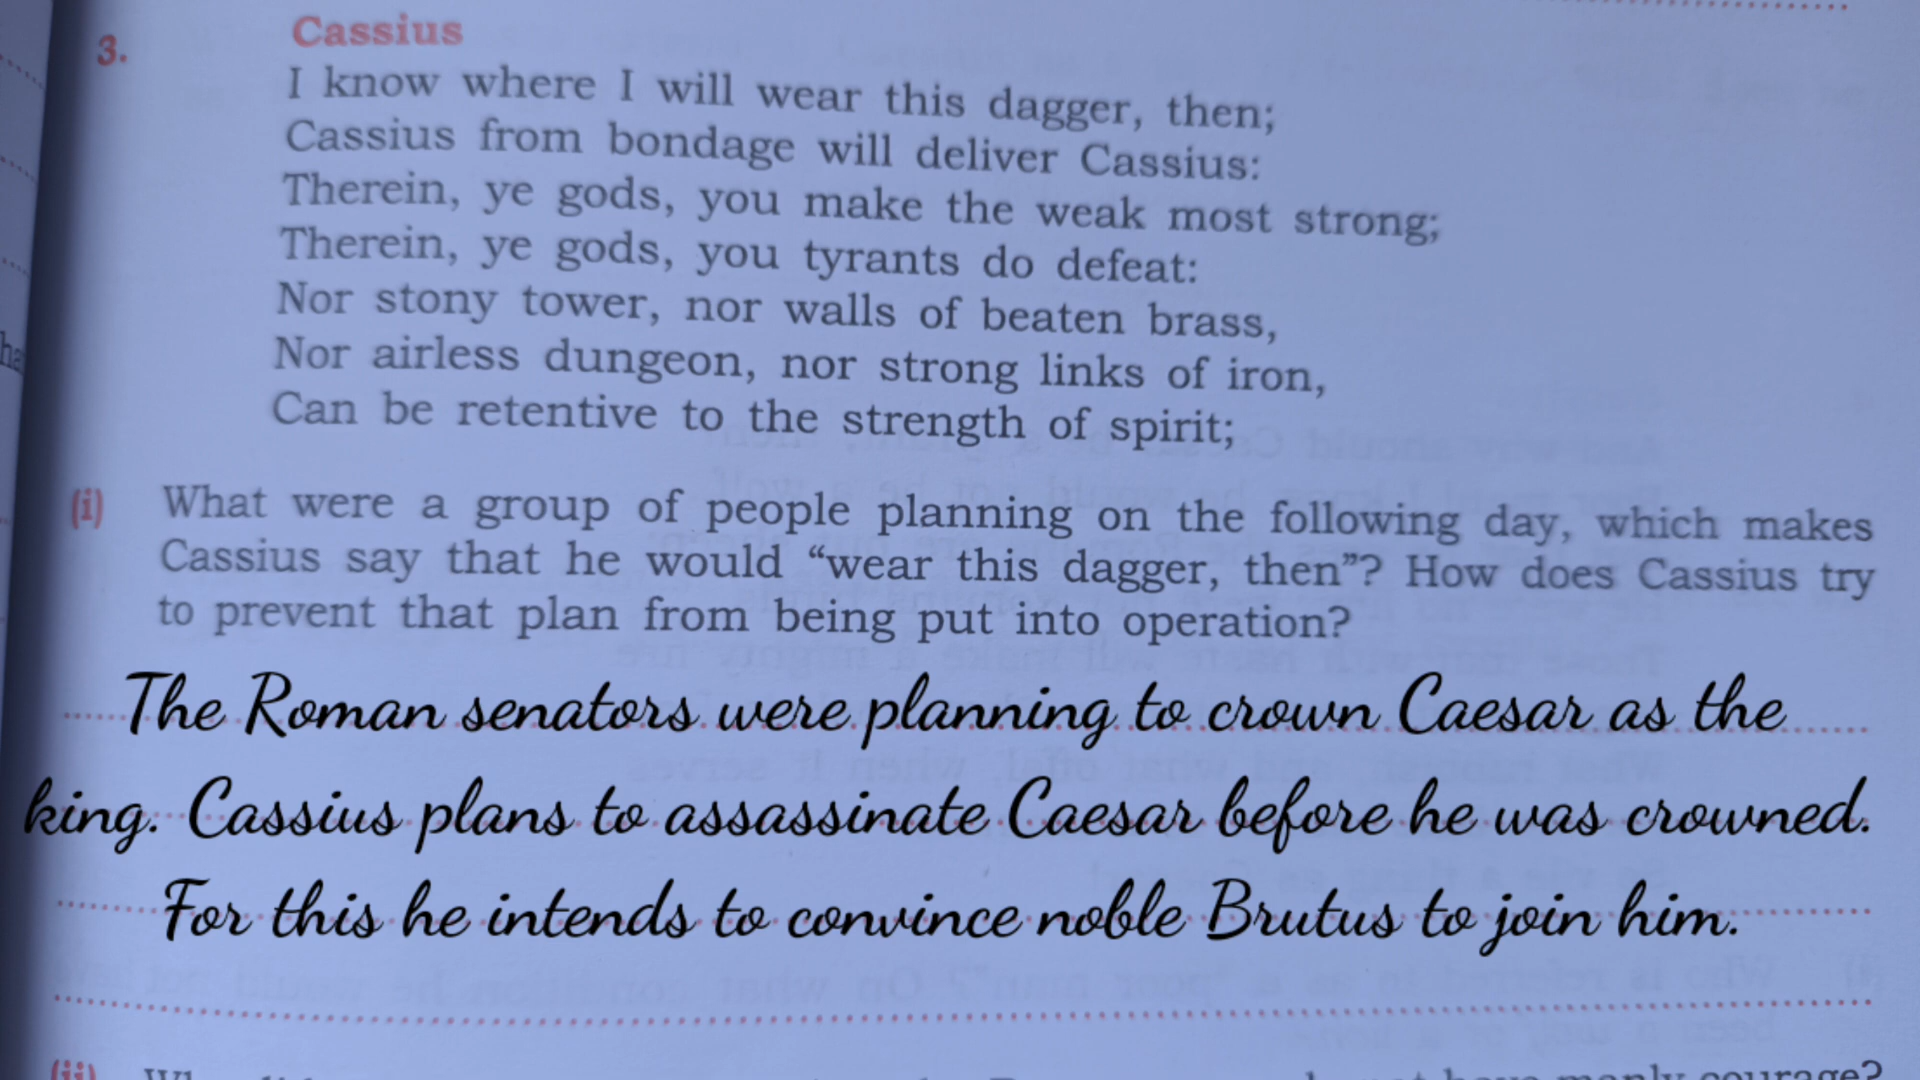 3. Cassius
I know where I will wear this dagger, then;
Cassius from bondage will deliver Cassius:
Therein, ye gods, you make the weak most strong;
Therein, ye gods, you tyrants do defeat:
Nor stony tower, nor walls of beaten brass,
Nor airless dungeon, nor strong links of iron,
Can be retentive to the strength of spirit;
(i) What were a group of people planning on the following day, which makes
Cassius say that he would “wear this dagger, then”? How does Cassius try
to prevent that plan from being put into operation?
The Roman senators were planning to crown Caesar as the
king. Cassius plans to assassinate Caesar before he was crowned.
For this he intends to convince noble Brutus to join him.
(ii) manly courage?